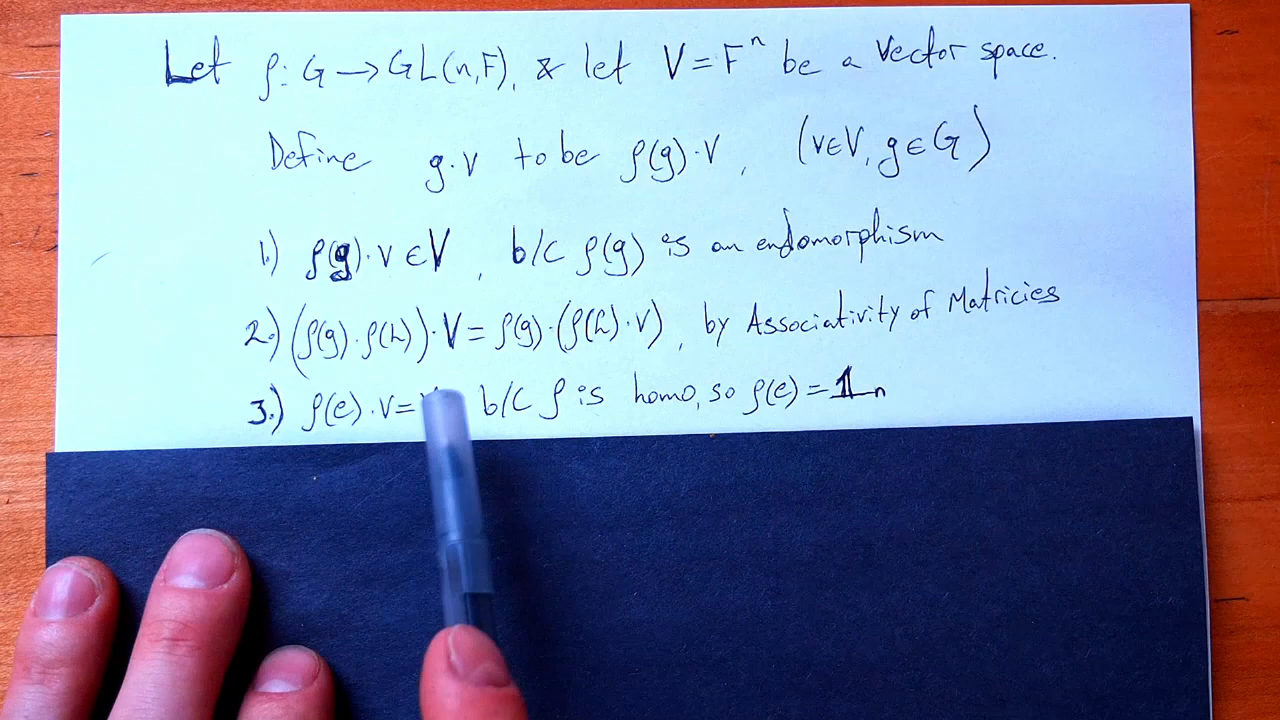 Let ρ: G → GL(n,F), & let V = Fⁿ be a vector space.
Define g·v to be ρ(g)·v, (v∈V, g∈G)
1.) ρ(g)·v ∈ V, b/c ρ(g) is an endomorphism
2.) (ρ(g)·ρ(h))·v = ρ(g)·(ρ(h)·v), by Associativity of Matricies
3.) ρ(e)·v = b/c ρ is homo, so ρ(e) = 𝟙ₙ